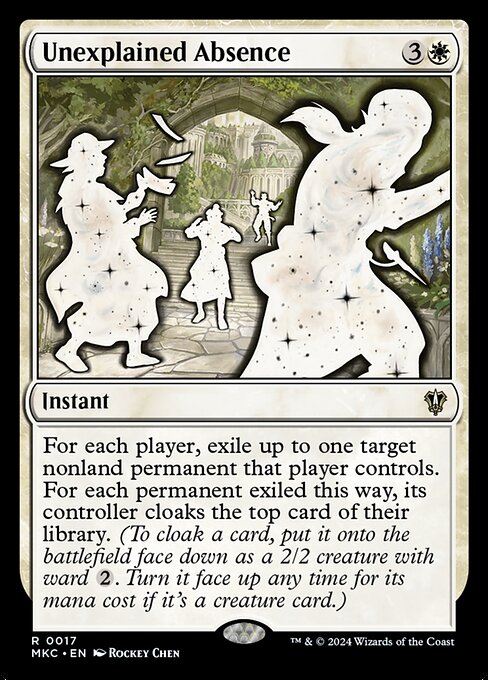 Unexplained Absence 3
Instant
For each player, exile up to one target
nonland permanent that player controls.
For each permanent exiled this way, its
controller cloaks the top card of their
library. (To cloak a card, put it onto the
battlefield face down as a 2/2 creature with
ward 2. Turn it face up any time for its
mana cost if it's a creature card.)
R 0017
MKC • EN Rockey Chen
™ & © 2024 Wizards of the Coast